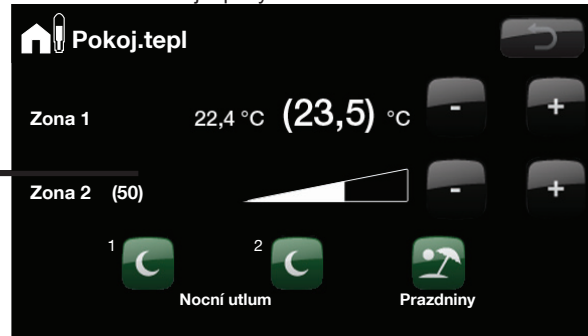 Pokoj.tepl
Zona 1 22,4 °C (23,5) °C - +
Zona 2 (50) - +
1 2
Nocní utlum Prazdniny